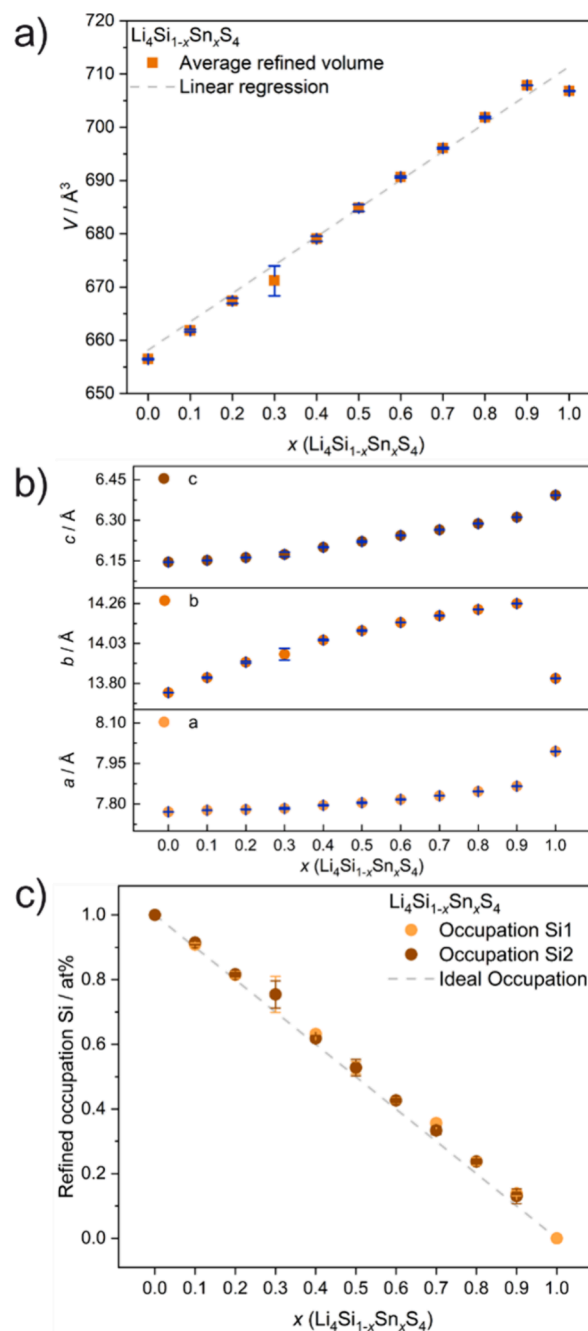 a)
Li₄Si₁₋ₓSnₓS₄
Average refined volume
Linear regression
V / Å³
720
710
700
690
680
670
660
650
0.0 0.1 0.2 0.3 0.4 0.5 0.6 0.7 0.8 0.9 1.0
x (Li₄Si₁₋ₓSnₓS₄)
b)
c
c / Å
6.45
6.30
6.15
b
b / Å
14.26
14.03
13.80
a
a / Å
8.10
7.95
7.80
0.0 0.1 0.2 0.3 0.4 0.5 0.6 0.7 0.8 0.9 1.0
x (Li₄Si₁₋ₓSnₓS₄)
c)
Li₄Si₁₋ₓSnₓS₄
Occupation Si1
Occupation Si2
Ideal Occupation
Refined occupation Si / at%
1.0
0.8
0.6
0.4
0.2
0.0
0.0 0.1 0.2 0.3 0.4 0.5 0.6 0.7 0.8 0.9 1.0
x (Li₄Si₁₋ₓSnₓS₄)